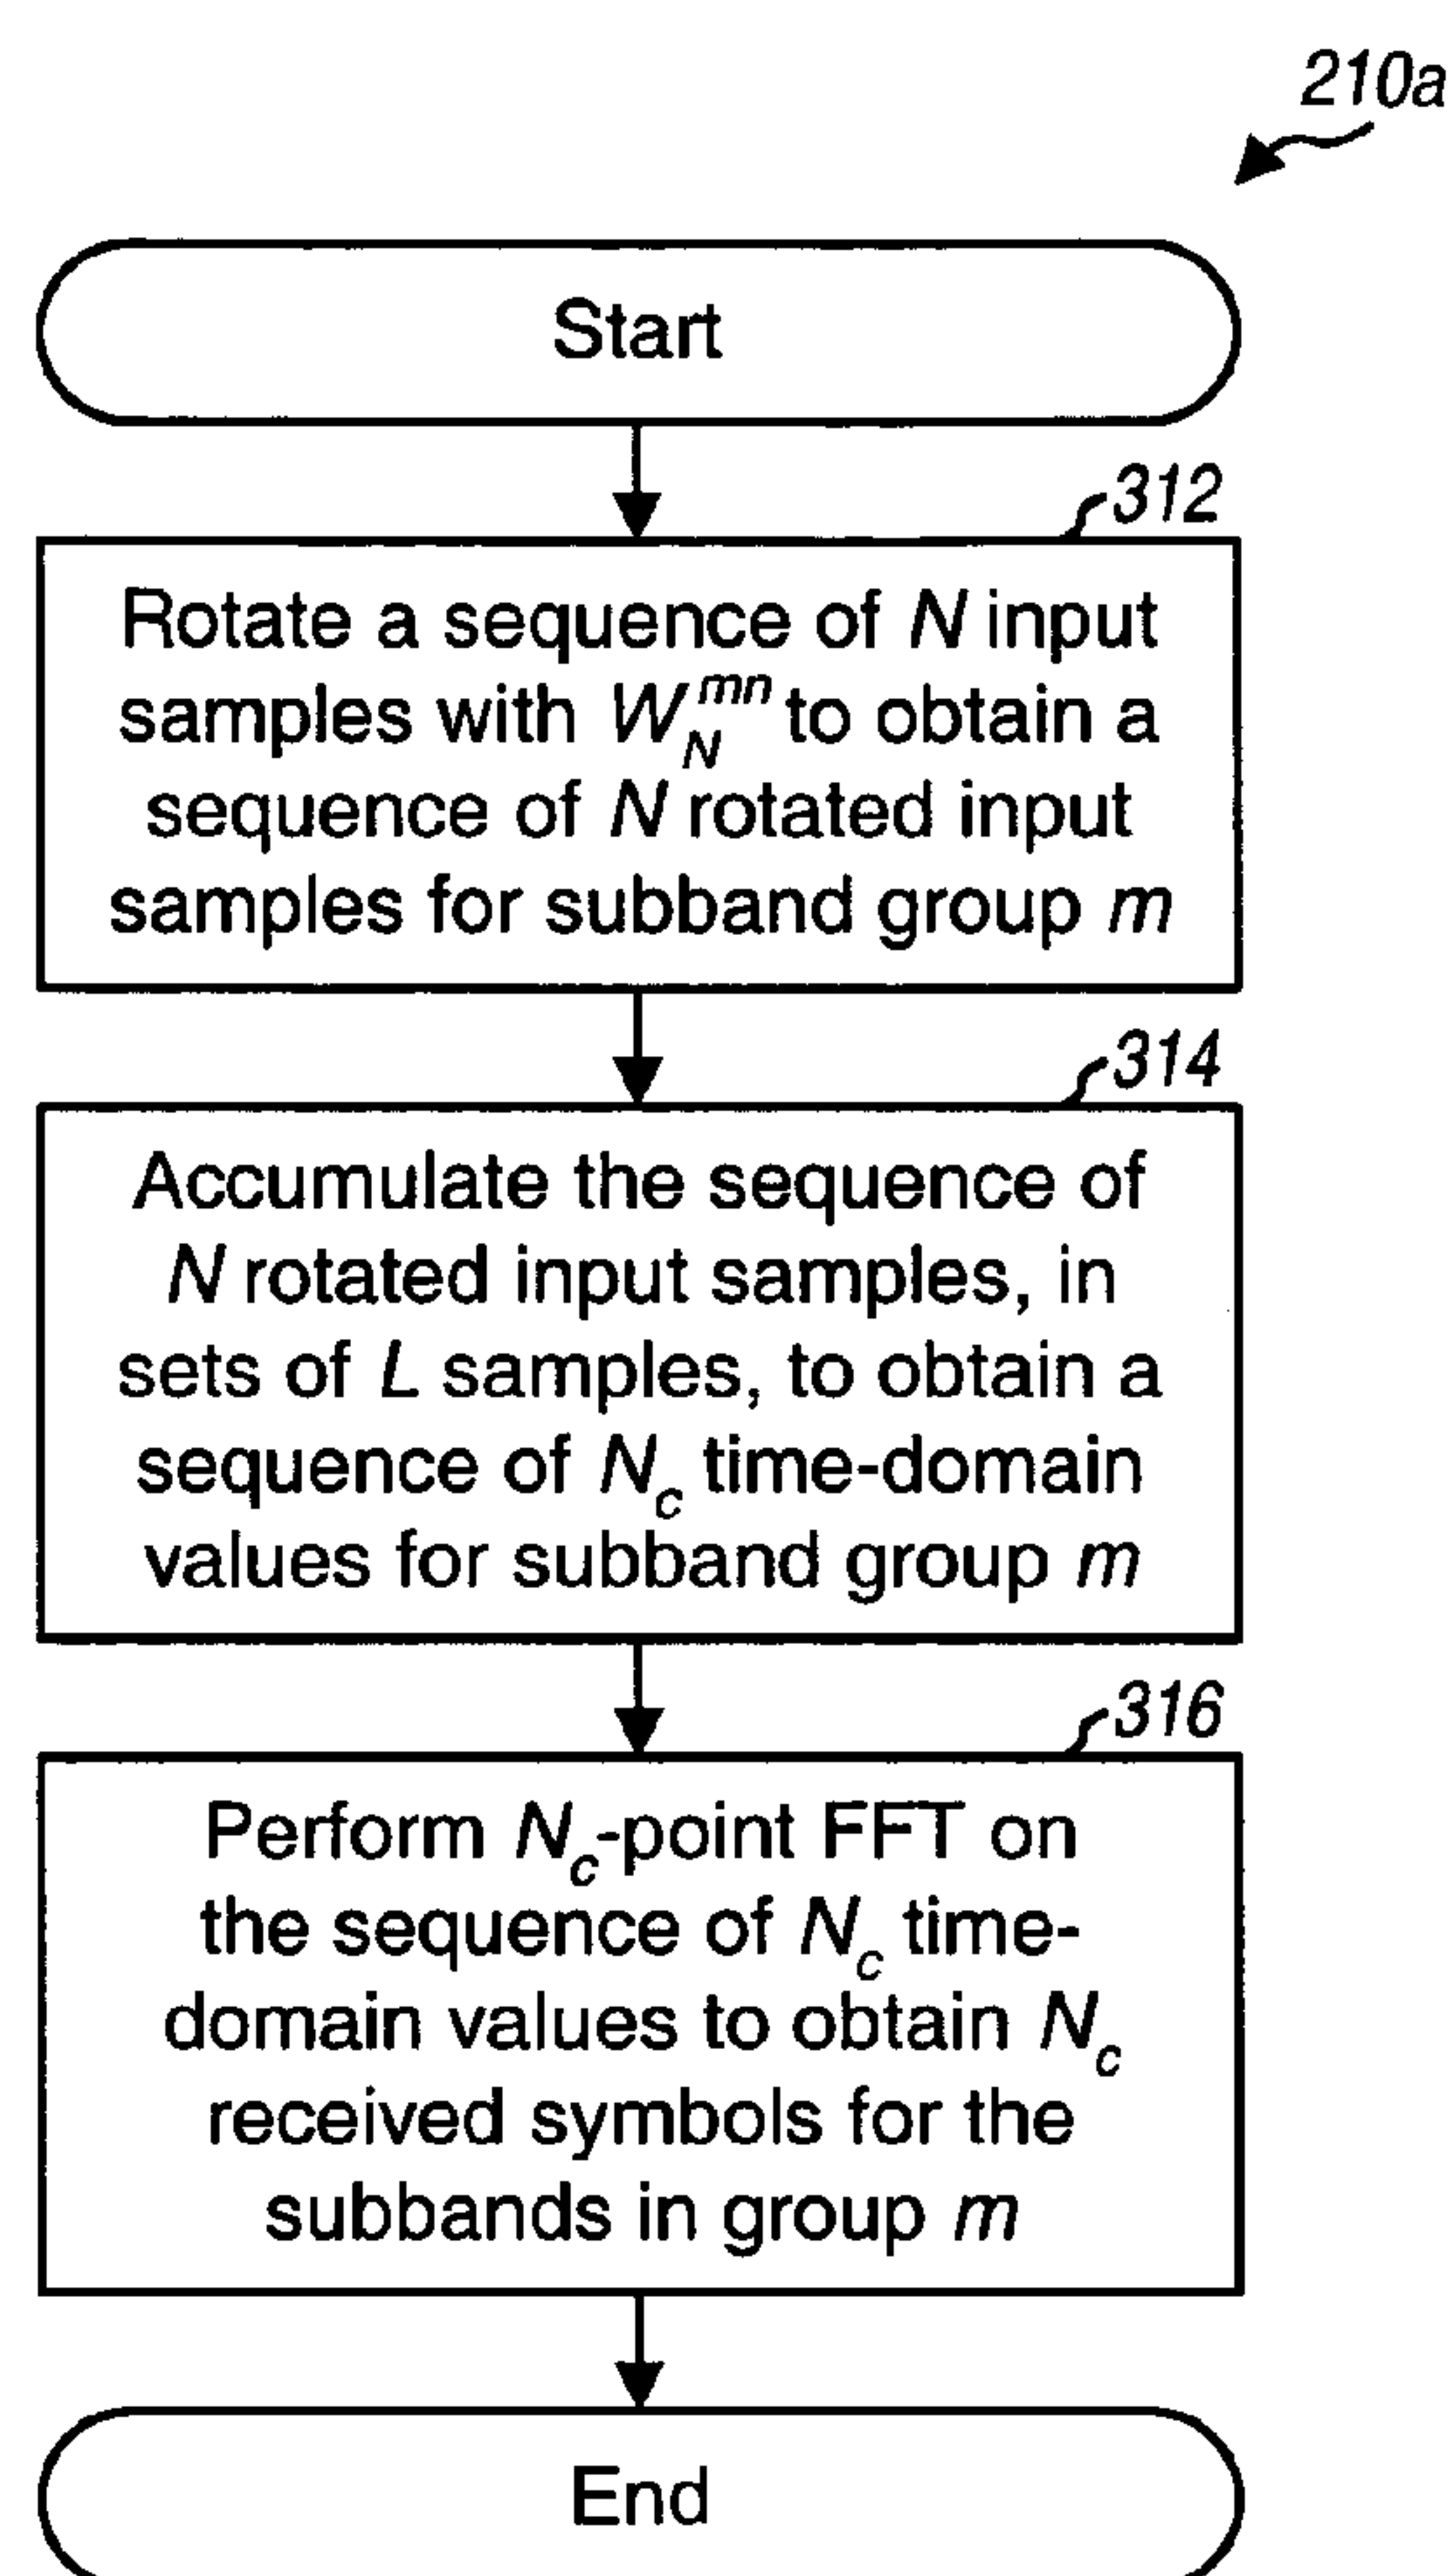 210a
Start
312
Rotate a sequence of N input
samples with W_N^{mn} to obtain a
sequence of N rotated input
samples for subband group m
314
Accumulate the sequence of
N rotated input samples, in
sets of L samples, to obtain a
sequence of N_c time-domain
values for subband group m
316
Perform N_c-point FFT on
the sequence of N_c time-
domain values to obtain N_c
received symbols for the
subbands in group m
End